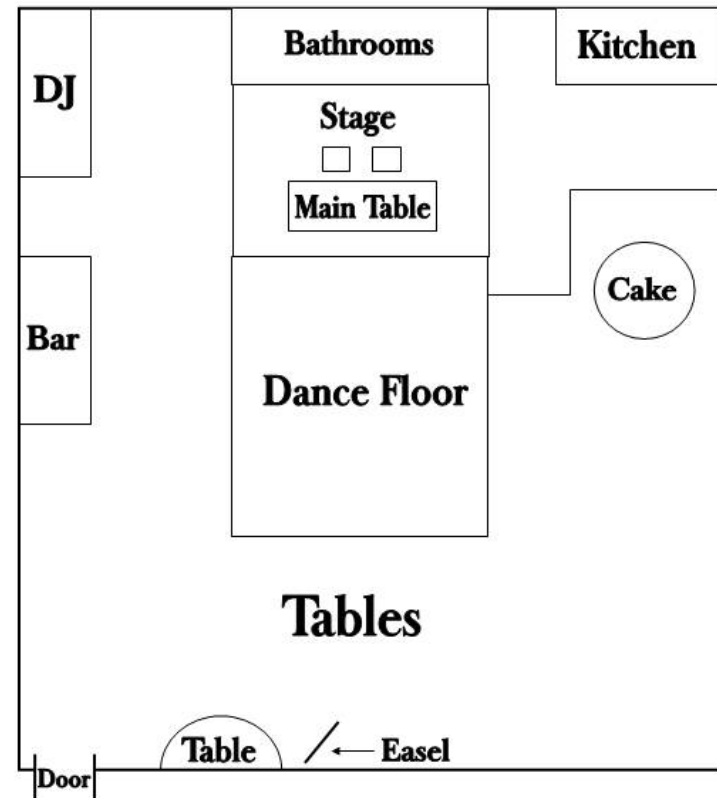 Bathrooms
Kitchen
DJ
Stage
Main Table
Cake
Bar
Dance Floor
Tables
Table
Easel
Door